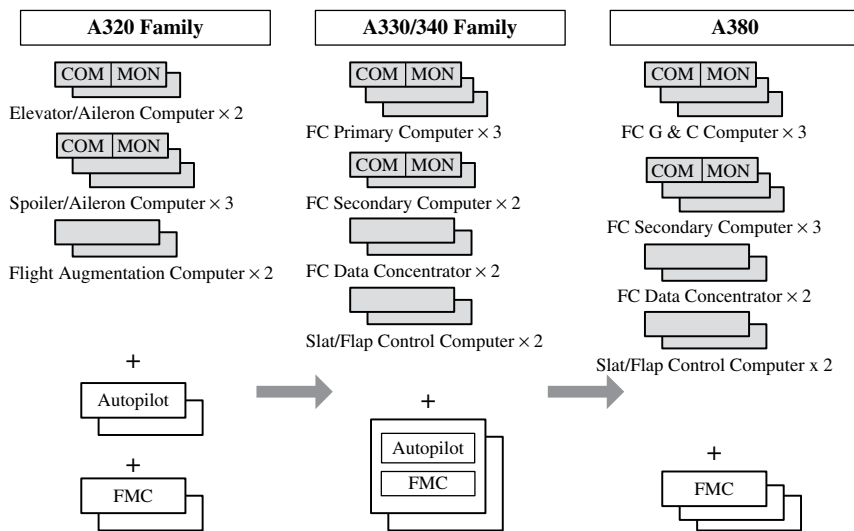 A320 Family
COM MON
Elevator/Aileron Computer × 2
COM MON
Spoiler/Aileron Computer × 3
Flight Augmentation Computer × 2
+
Autopilot
+
FMC
A330/340 Family
COM MON
FC Primary Computer × 3
COM MON
FC Secondary Computer × 2
FC Data Concentrator × 2
Slat/Flap Control Computer × 2
+
Autopilot
FMC
A380
COM MON
FC G & C Computer × 3
COM MON
FC Secondary Computer × 3
FC Data Concentrator × 2
Slat/Flap Control Computer x 2
+
FMC